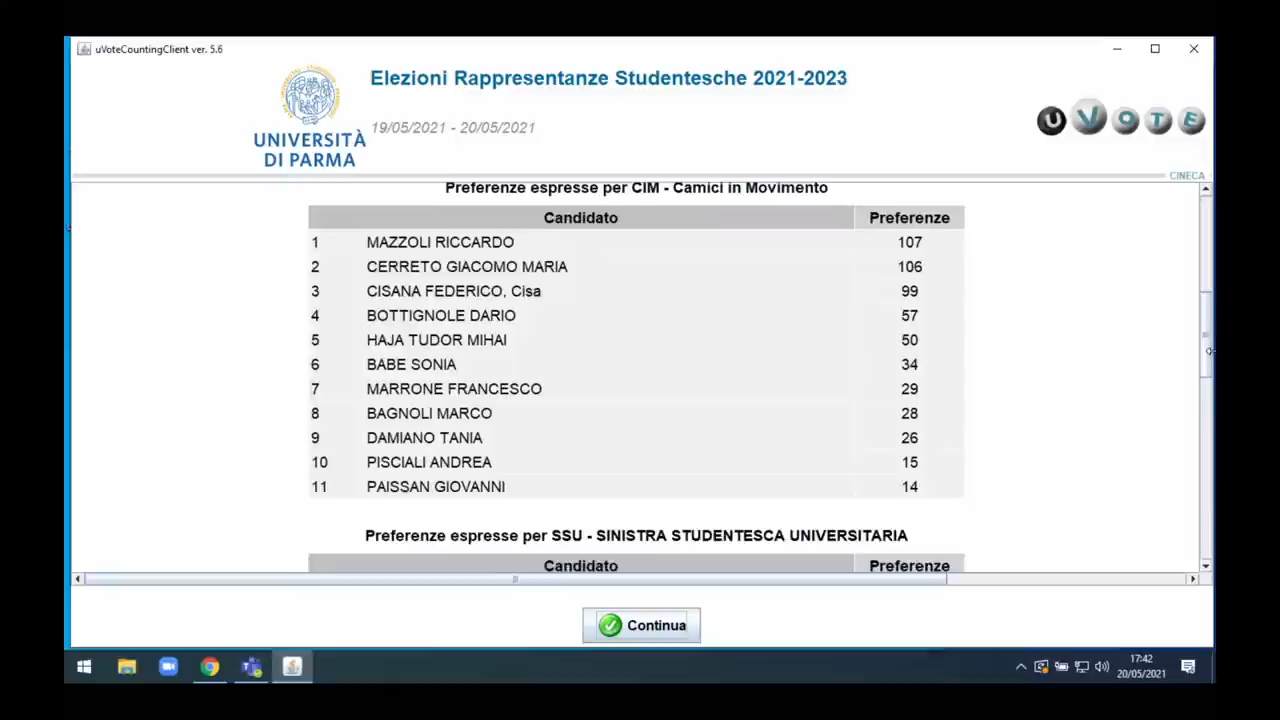 uVoteCountingClient ver. 5.6
Elezioni Rappresentanze Studentesche 2021-2023
19/05/2021 - 20/05/2021
UNIVERSITÀ
DI PARMA
U V O T E
CINECA
Preferenze espresse per CIM - Camici in Movimento
Candidato Preferenze
1 MAZZOLI RICCARDO 107
2 CERRETO GIACOMO MARIA 106
3 CISANA FEDERICO, Cisa 99
4 BOTTIGNOLE DARIO 57
5 HAJA TUDOR MIHAI 50
6 BABE SONIA 34
7 MARRONE FRANCESCO 29
8 BAGNOLI MARCO 28
9 DAMIANO TANIA 26
10 PISCIALI ANDREA 15
11 PAISSAN GIOVANNI 14
Preferenze espresse per SSU - SINISTRA STUDENTESCA UNIVERSITARIA
Candidato Preferenze
Continua
17:42
20/05/2021